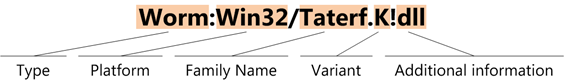 Worm:Win32/Taterf.K!dll
Type Platform Family Name Variant Additional information